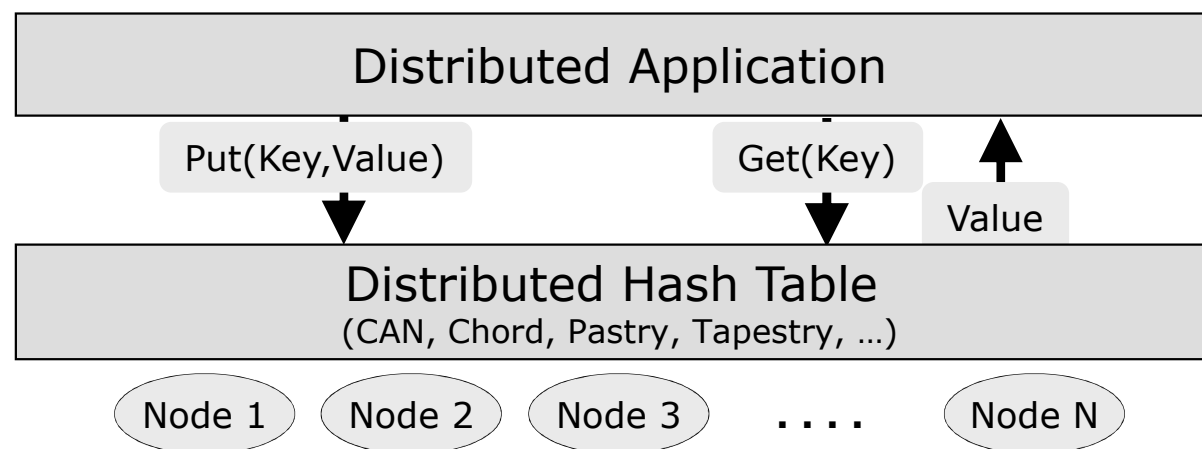 Distributed Application
Put(Key,Value)
Get(Key)
Value
Distributed Hash Table
(CAN, Chord, Pastry, Tapestry, …)
Node 1 Node 2 Node 3 . . . . Node N